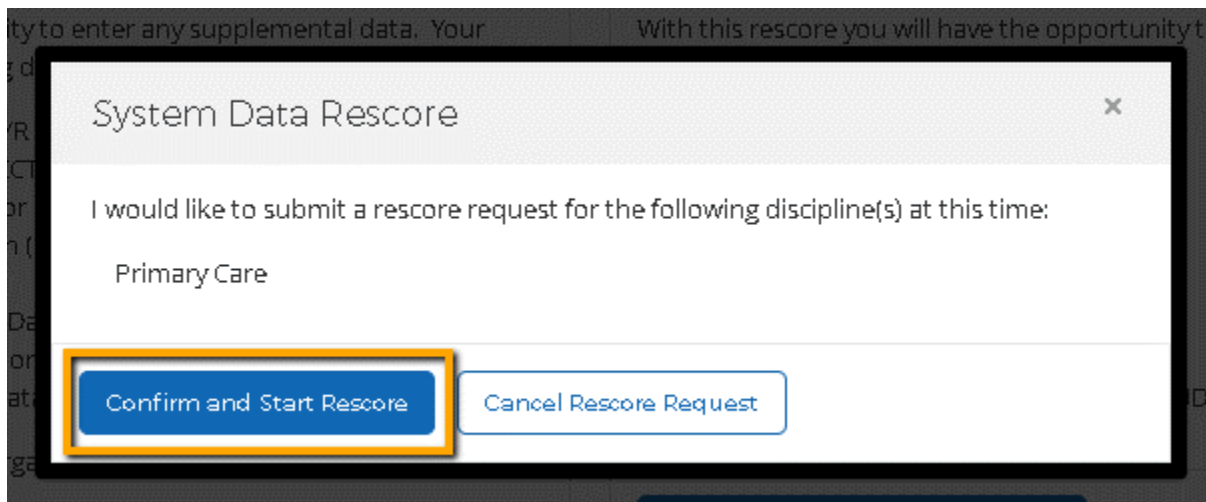 ity to enter any supplemental data. Your
With this rescore you will have the opportunity t
System Data Rescore
×
I would like to submit a rescore request for the following discipline(s) at this time:
Primary Care
Confirm and Start Rescore
Cancel Rescore Request